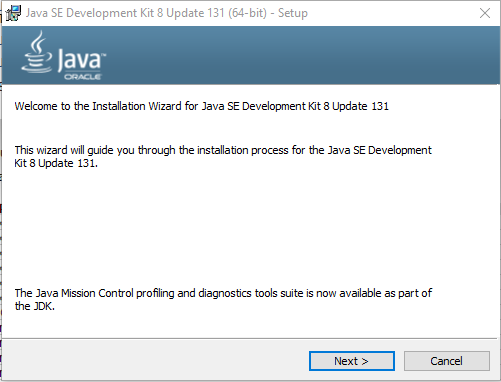 Java SE Development Kit 8 Update 131 (64-bit) - Setup
Java™
ORACLE
Welcome to the Installation Wizard for Java SE Development Kit 8 Update 131
This wizard will guide you through the installation process for the Java SE Development
Kit 8 Update 131.
The Java Mission Control profiling and diagnostics tools suite is now available as part of
the JDK.
Next >
Cancel